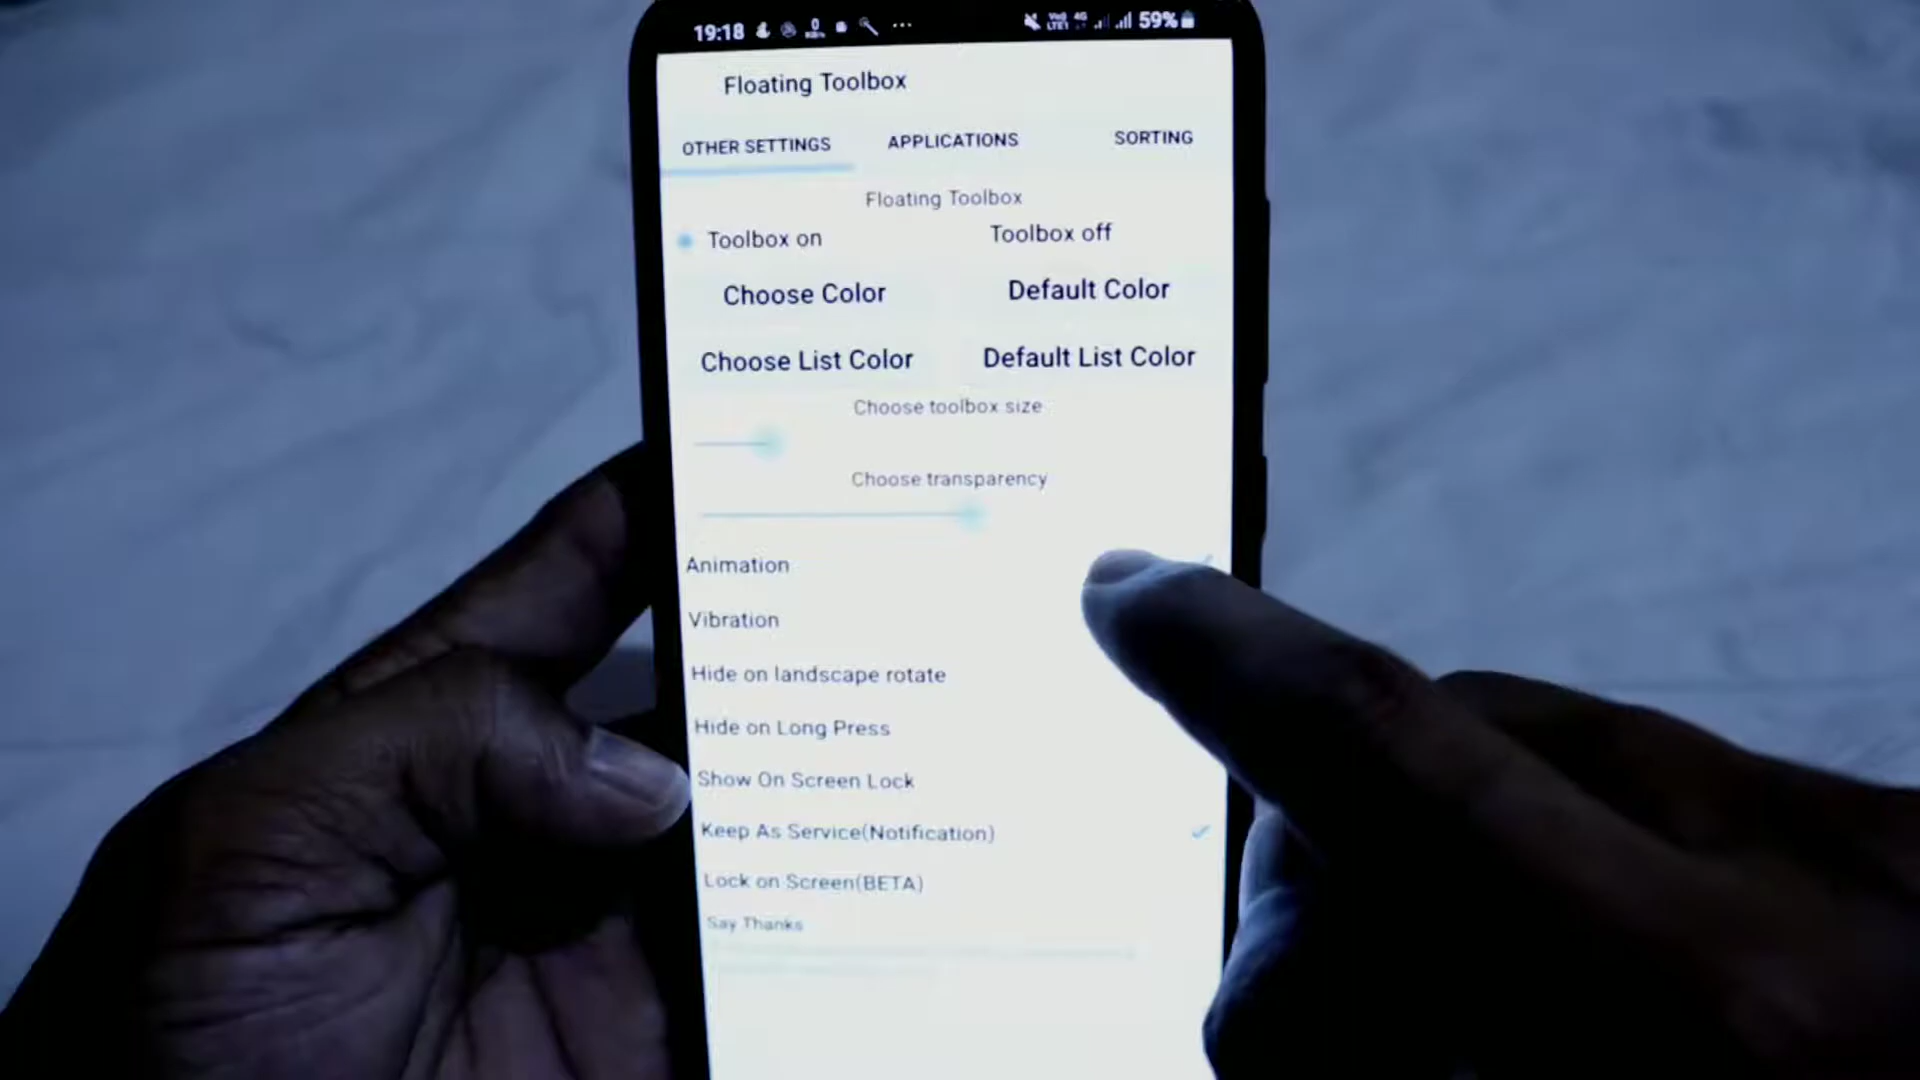 19:18 59%
Floating Toolbox
OTHER SETTINGS APPLICATIONS SORTING
Floating Toolbox
Toolbox on Toolbox off
Choose Color Default Color
Choose List Color Default List Color
Choose toolbox size
Choose transparency
Animation
Vibration
Hide on landscape rotate
Hide on Long Press
Show On Screen Lock
Keep As Service(Notification)
Lock on Screen(BETA)
Say Thanks